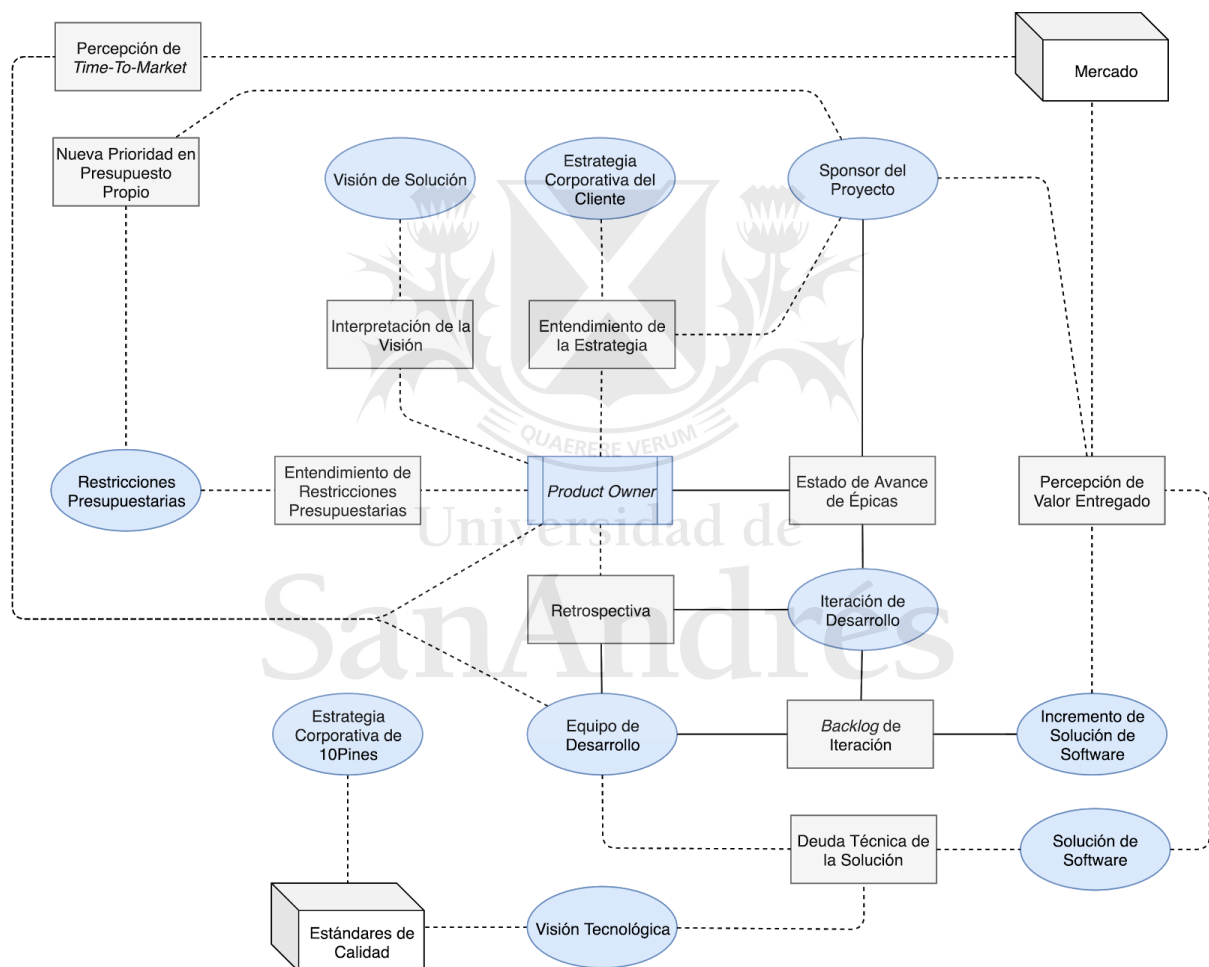 Percepción de
Time-To-Market
Mercado
Nueva Prioridad en
Presupuesto
Propio
Visión de Solución
Estrategia
Corporativa del
Cliente
Sponsor del
Proyecto
Interpretación de la
Visión
Entendimiento de
la Estrategia
QUAERERE VERUM
Restricciones
Presupuestarias
Entendimiento de
Restricciones
Presupuestarias
Product Owner
Estado de Avance
de Épicas
Percepción de
Valor Entregado
Universidad de
SanAndrés
Retrospectiva
Iteración de
Desarrollo
Estrategia
Corporativa de
10Pines
Equipo de
Desarrollo
Backlog de
Iteración
Incremento de
Solución de
Software
Deuda Técnica de
la Solución
Solución de
Software
Estándares de
Calidad
Visión Tecnológica